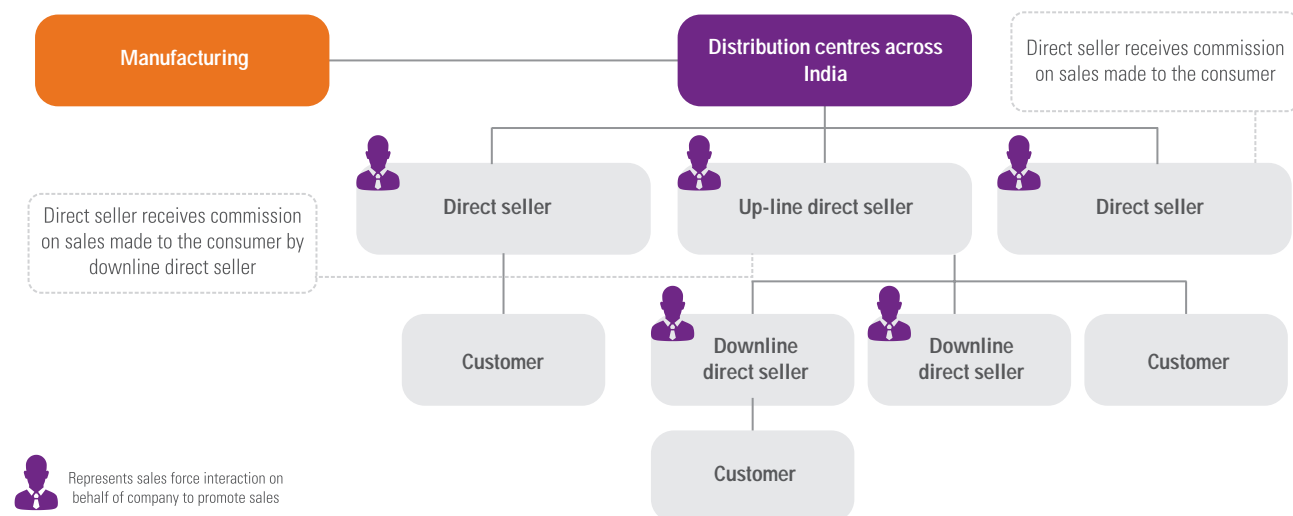 Manufacturing
Distribution centres across
India
Direct seller receives commission
on sales made to the consumer
Direct seller
Up-line direct seller
Direct seller
Direct seller receives commission
on sales made to the consumer by
downline direct seller
Customer
Downline
direct seller
Downline
direct seller
Customer
Customer
Represents sales force interaction on
behalf of company to promote sales